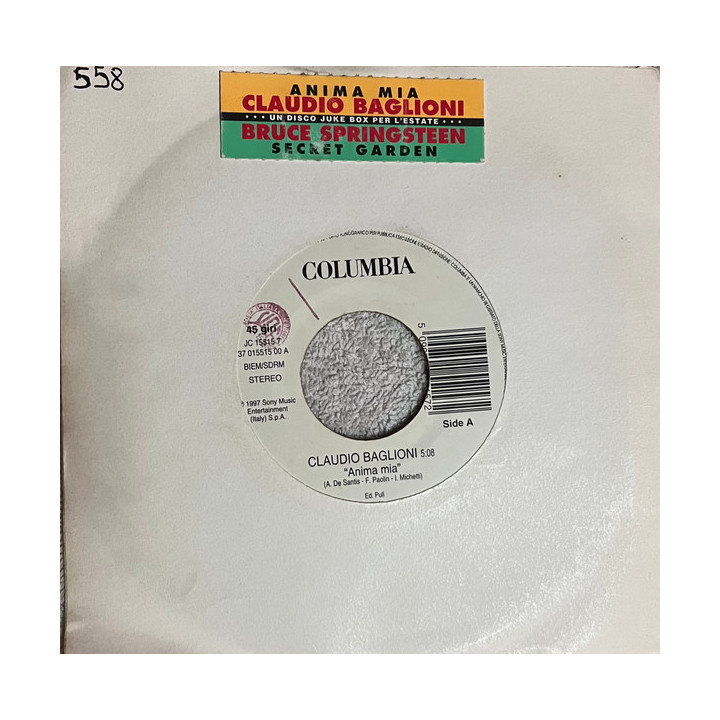 558
ANIMA MIA
CLAUDIO BAGLIONI
··· UN DISCO JUKE BOX PER L'ESTATE ···
BRUCE SPRINGSTEEN
SECRET GARDEN
COLUMBIA
45 giri
JC 15515 7
37 015515 00 A
BIEM/SDRM
STEREO
℗ 1997 Sony Music
Entertainment
(Italy) S.p.A.
5
572
Side A
CLAUDIO BAGLIONI 5:08
"Anima mia"
(A. De Santis - F. Paolin - I. Michetti)
Ed. Pull